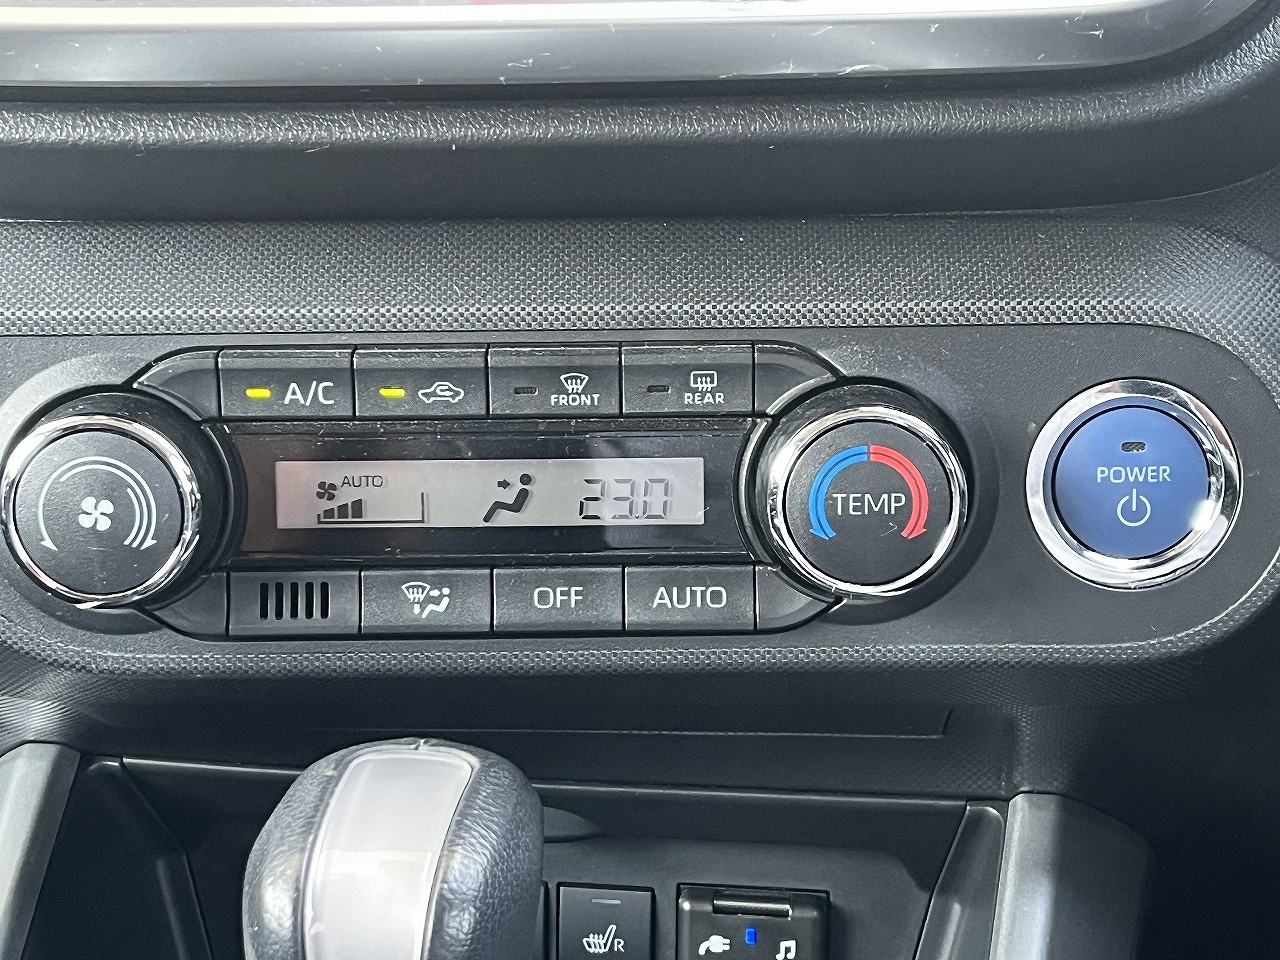 A/C
FRONT
REAR
AUTO
23.0
TEMP
POWER
OFF
AUTO
R